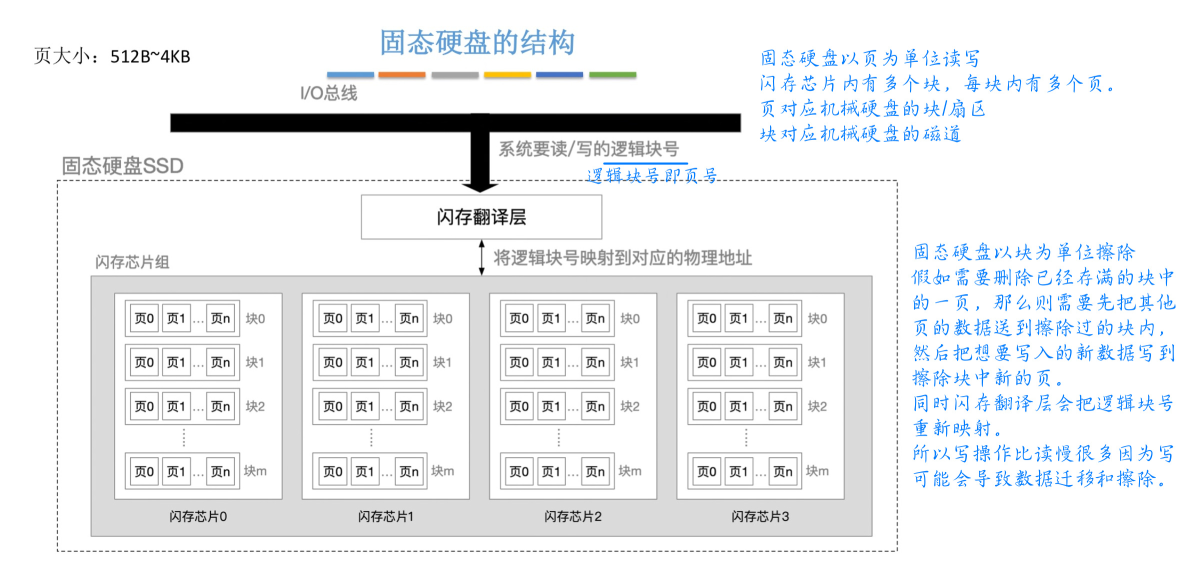 固态硬盘的结构
页大小：512B~4KB
I/O总线
固态硬盘以页为单位读写
闪存芯片内有多个块，每块内有多个页。
页对应机械硬盘的块/扇区
块对应机械硬盘的磁道
系统要读/写的逻辑块号
逻辑块号即页号
固态硬盘SSD
闪存翻译层
将逻辑块号映射到对应的物理地址
闪存芯片组
页0 页1 ... 页n 块0 页0 页1 ... 页n 块0 页0 页1 ... 页n 块0 页0 页1 ... 页n 块0
页0 页1 ... 页n 块1 页0 页1 ... 页n 块1 页0 页1 ... 页n 块1 页0 页1 ... 页n 块1
页0 页1 ... 页n 块2 页0 页1 ... 页n 块2 页0 页1 ... 页n 块2 页0 页1 ... 页n 块2
页0 页1 ... 页n 块m 页0 页1 ... 页n 块m 页0 页1 ... 页n 块m 页0 页1 ... 页n 块m
闪存芯片0 闪存芯片1 闪存芯片2 闪存芯片3
固态硬盘以块为单位擦除
假如需要删除已经存满的块中
的一页，那么则需要先把其他
页的数据送到擦除过的块内，
然后把想要写入的新数据写到
擦除块中新的页。
同时闪存翻译层会把逻辑块号
重新映射。
所以写操作比读慢很多因为写
可能会导致数据迁移和擦除。